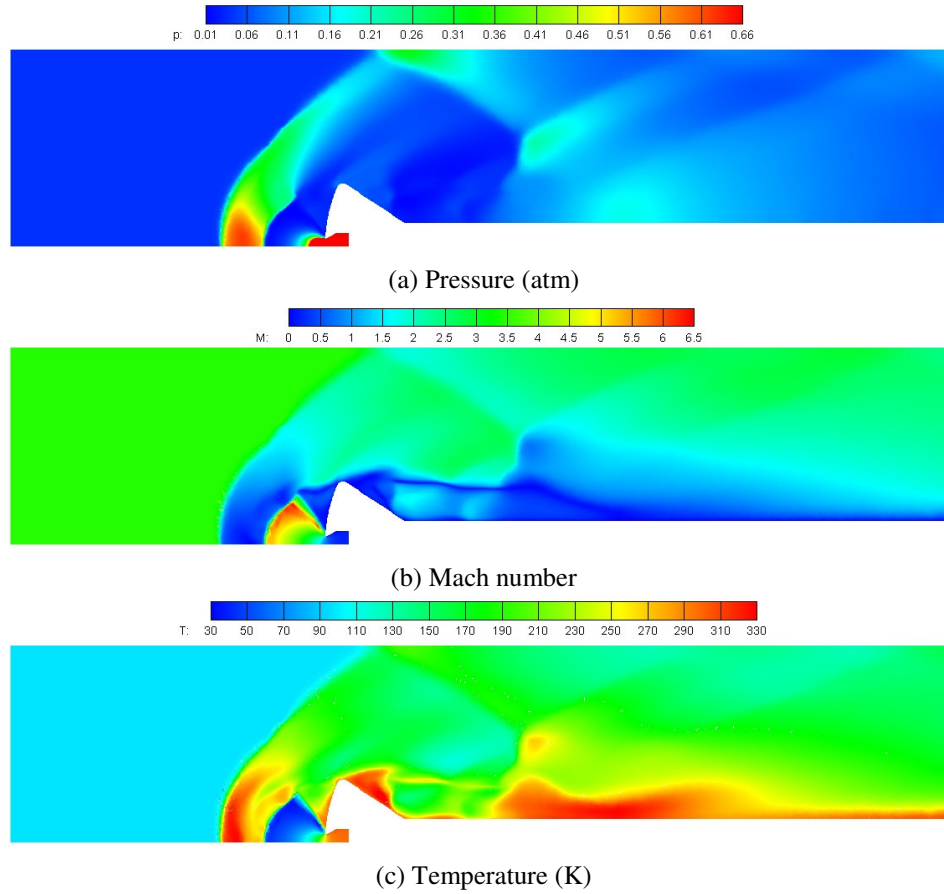 p: 0.01 0.06 0.11 0.16 0.21 0.26 0.31 0.36 0.41 0.46 0.51 0.56 0.61 0.66
(a) Pressure (atm)
M: 0 0.5 1 1.5 2 2.5 3 3.5 4 4.5 5 5.5 6 6.5
(b) Mach number
T: 30 50 70 90 110 130 150 170 190 210 230 250 270 290 310 330
(c) Temperature (K)